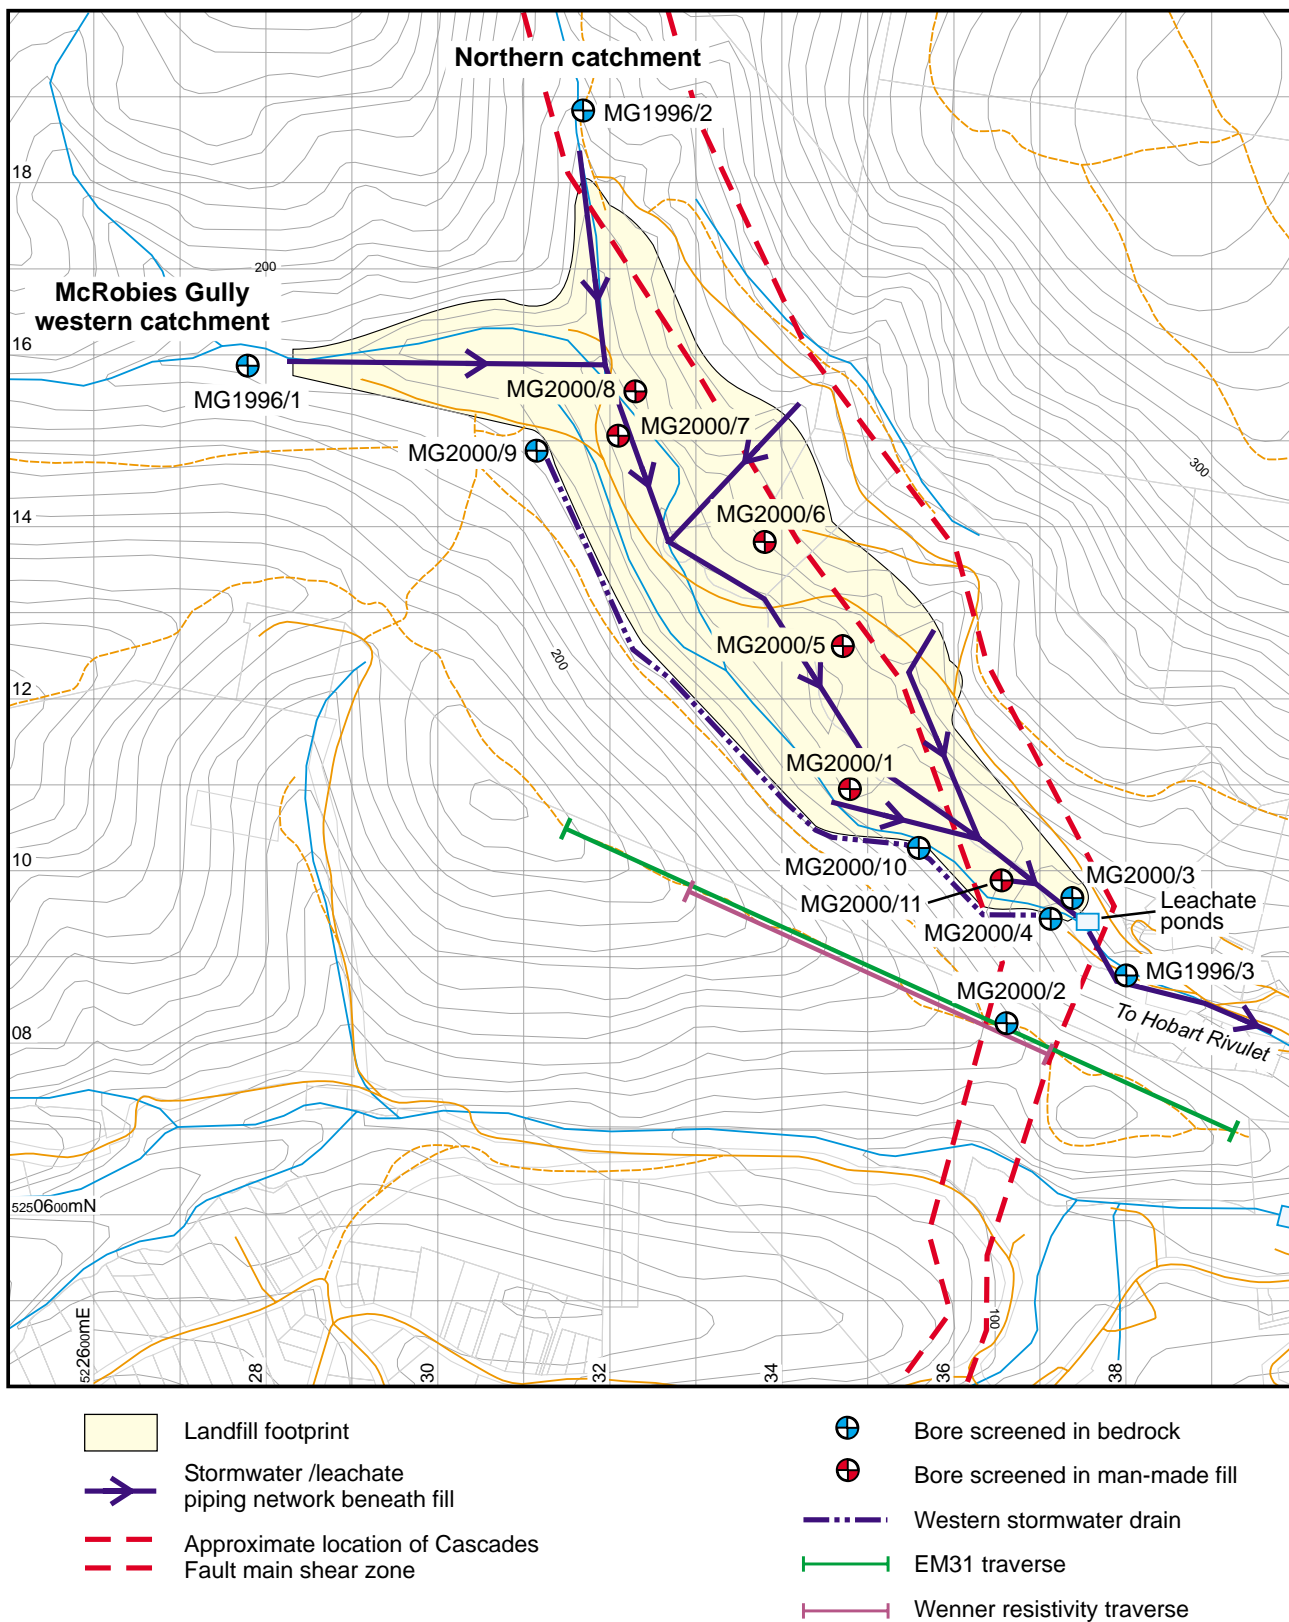 Northern catchment
MG1996/2
18
200
McRobies Gully
western catchment
16
MG1996/1
MG2000/8
MG2000/7
MG2000/9
300
14
MG2000/6
MG2000/5
200
12
MG2000/1
10
MG2000/10
MG2000/3
MG2000/11
Leachate
ponds
MG2000/4
MG1996/3
MG2000/2
To Hobart Rivulet
08
5250600mN
522600mE
28
30
32
34
36
100
38
Landfill footprint
Stormwater /leachate
piping network beneath fill
Approximate location of Cascades
Fault main shear zone
Bore screened in bedrock
Bore screened in man-made fill
Western stormwater drain
EM31 traverse
Wenner resistivity traverse